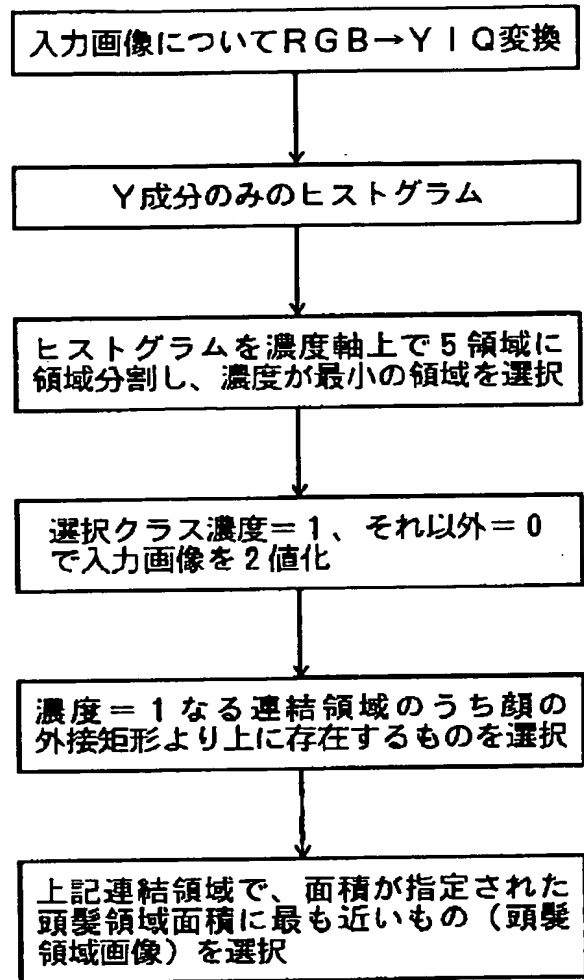 入力画像についてRGB→YIQ変換
Y成分のみのヒストグラム
ヒストグラムを濃度軸上で5領域に
領域分割し、濃度が最小の領域を選択
選択クラス濃度=1、それ以外=0
で入力画像を2値化
濃度=1なる連結領域のうち顔の
外接矩形より上に存在するものを選択
上記連結領域で、面積が指定された
頭髪領域面積に最も近いもの(頭髪
領域画像)を選択